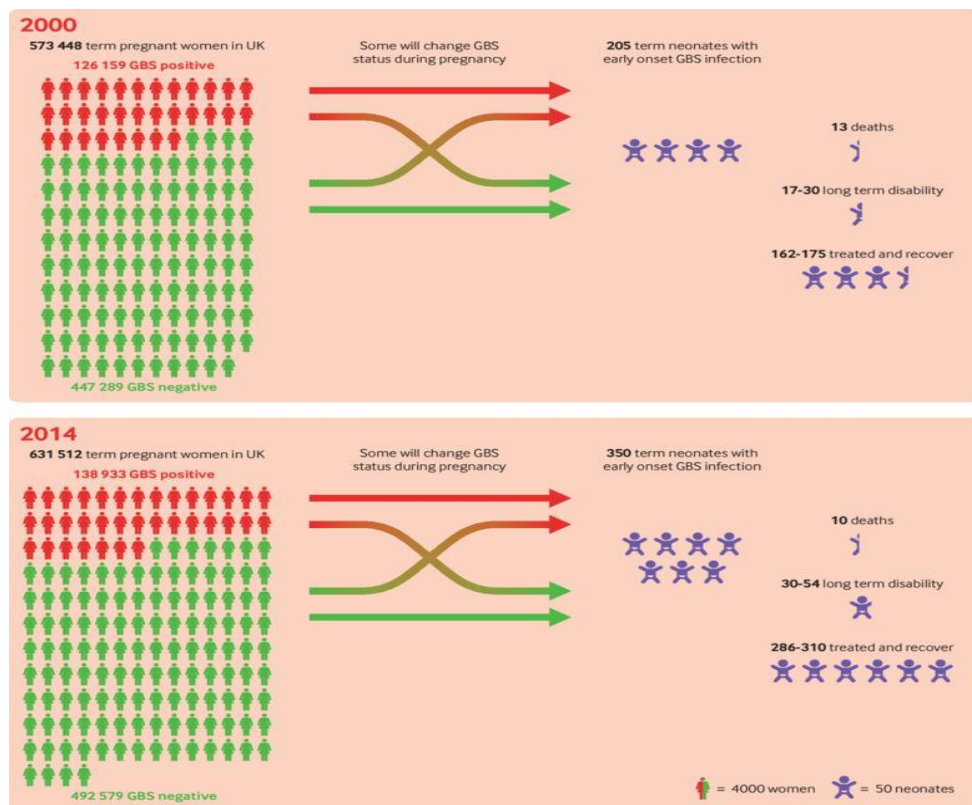 2000
573 448 term pregnant women in UK
126 159 GBS positive
447 289 GBS negative
Some will change GBS
status during pregnancy
205 term neonates with
early onset GBS infection
13 deaths
17-30 long term disability
162-175 treated and recover
2014
631 512 term pregnant women in UK
138 933 GBS positive
492 579 GBS negative
Some will change GBS
status during pregnancy
350 term neonates with
early onset GBS infection
10 deaths
30-54 long term disability
286-310 treated and recover
= 4000 women
= 50 neonates